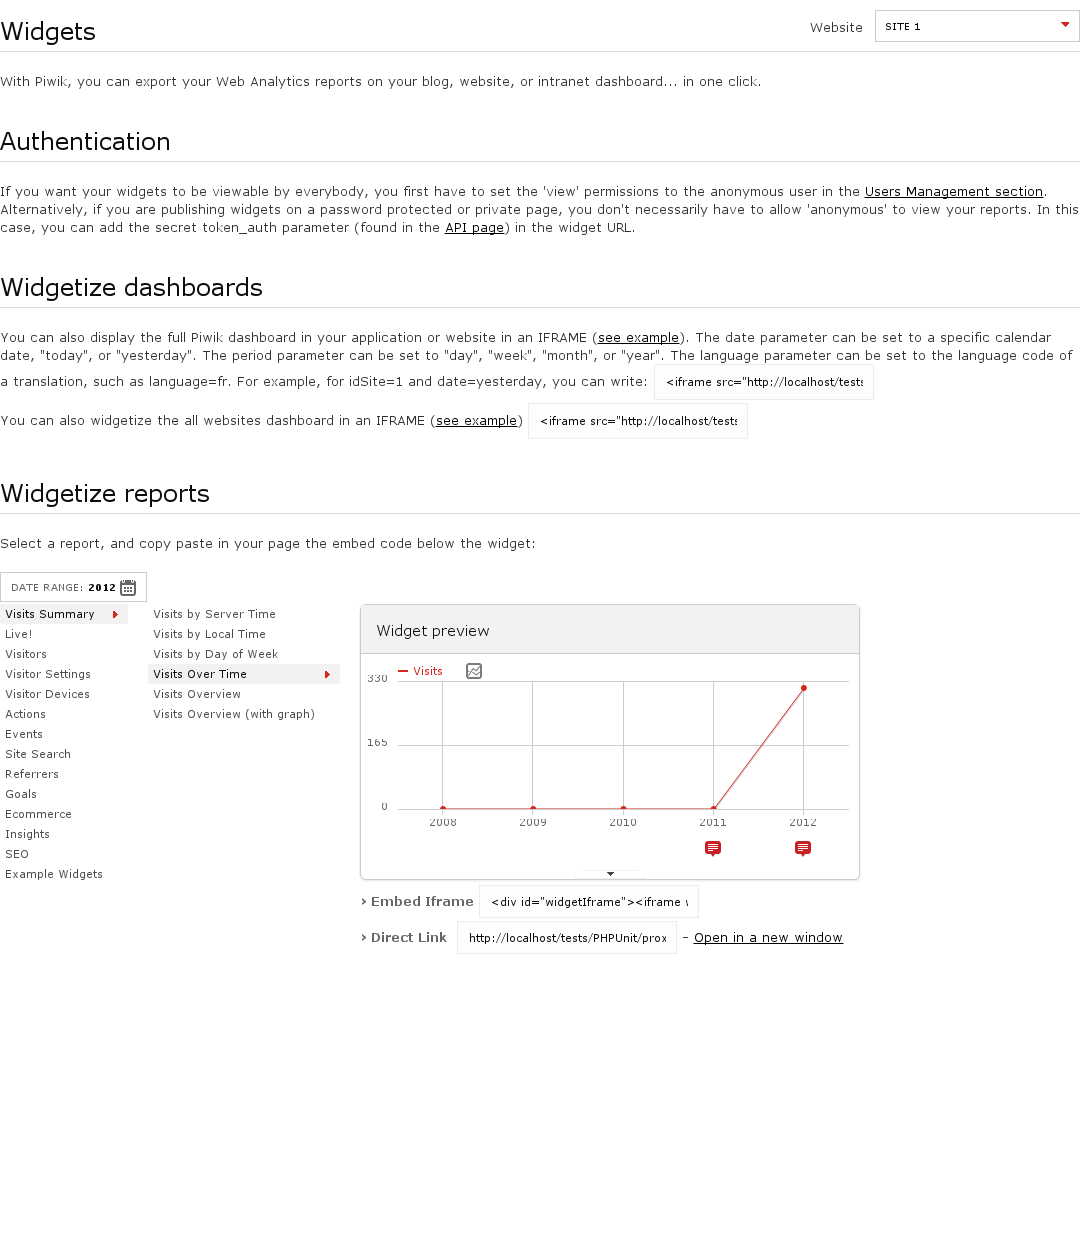 Widgets
Website SITE 1
With Piwik, you can export your Web Analytics reports on your blog, website, or intranet dashboard... in one click.
Authentication
If you want your widgets to be viewable by everybody, you first have to set the 'view' permissions to the anonymous user in the Users Management section.
Alternatively, if you are publishing widgets on a password protected or private page, you don't necessarily have to allow 'anonymous' to view your reports. In this
case, you can add the secret token_auth parameter (found in the API page) in the widget URL.
Widgetize dashboards
You can also display the full Piwik dashboard in your application or website in an IFRAME (see example). The date parameter can be set to a specific calendar
date, "today", or "yesterday". The period parameter can be set to "day", "week", "month", or "year". The language parameter can be set to the language code of
a translation, such as language=fr. For example, for idSite=1 and date=yesterday, you can write: <iframe src="http://localhost/tests
You can also widgetize the all websites dashboard in an IFRAME (see example) <iframe src="http://localhost/tests
Widgetize reports
Select a report, and copy paste in your page the embed code below the widget:
DATE RANGE: 2012
Visits Summary
Live!
Visitors
Visitor Settings
Visitor Devices
Actions
Events
Site Search
Referrers
Goals
Ecommerce
Insights
SEO
Example Widgets
Visits by Server Time
Visits by Local Time
Visits by Day of Week
Visits Over Time
Visits Overview
Visits Overview (with graph)
Widget preview
Visits
330
165
0
2008 2009 2010 2011 2012
› Embed Iframe <div id="widgetIframe"><iframe
› Direct Link http://localhost/tests/PHPUnit/prox - Open in a new window